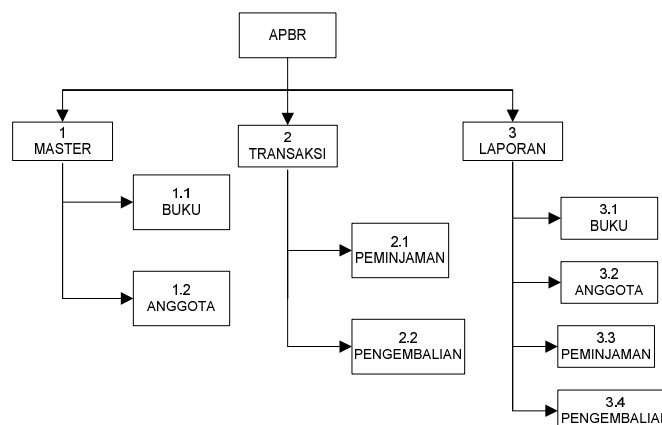 APBR
1
MASTER
2
TRANSAKSI
3
LAPORAN
1.1
BUKU
1.2
ANGGOTA
2.1
PEMINJAMAN
2.2
PENGEMBALIAN
3.1
BUKU
3.2
ANGGOTA
3.3
PEMINJAMAN
3.4
PENGEMBALIAN